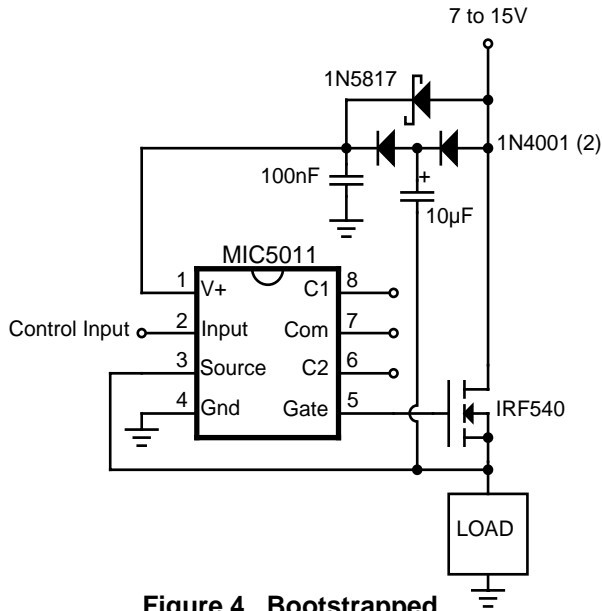 7 to 15V
1N5817
1N4001 (2)
100nF
+
10µF
MIC5011
1 V+ C1 8
Control Input 2 Input Com 7
3 Source C2 6
4 Gnd Gate 5
IRF540
LOAD
Figure 4. Bootstrapped